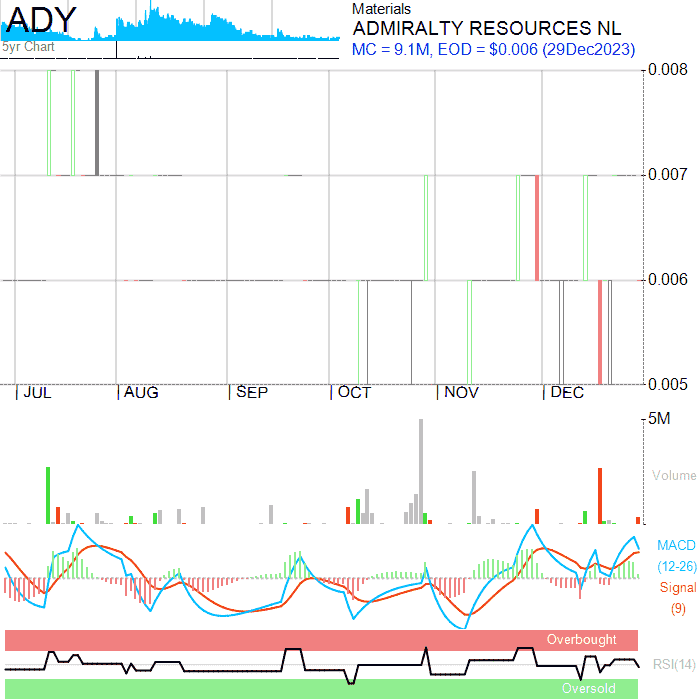 ADY
5yr Chart
Materials
ADMIRALTY RESOURCES NL
MC = 9.1M, EOD = $0.006 (29Dec2023)
0.008
0.007
0.006
0.005
JUL AUG SEP OCT NOV DEC
5M
Volume
MACD
(12-26)
Signal
(9)
Overbought
RSI(14)
Oversold